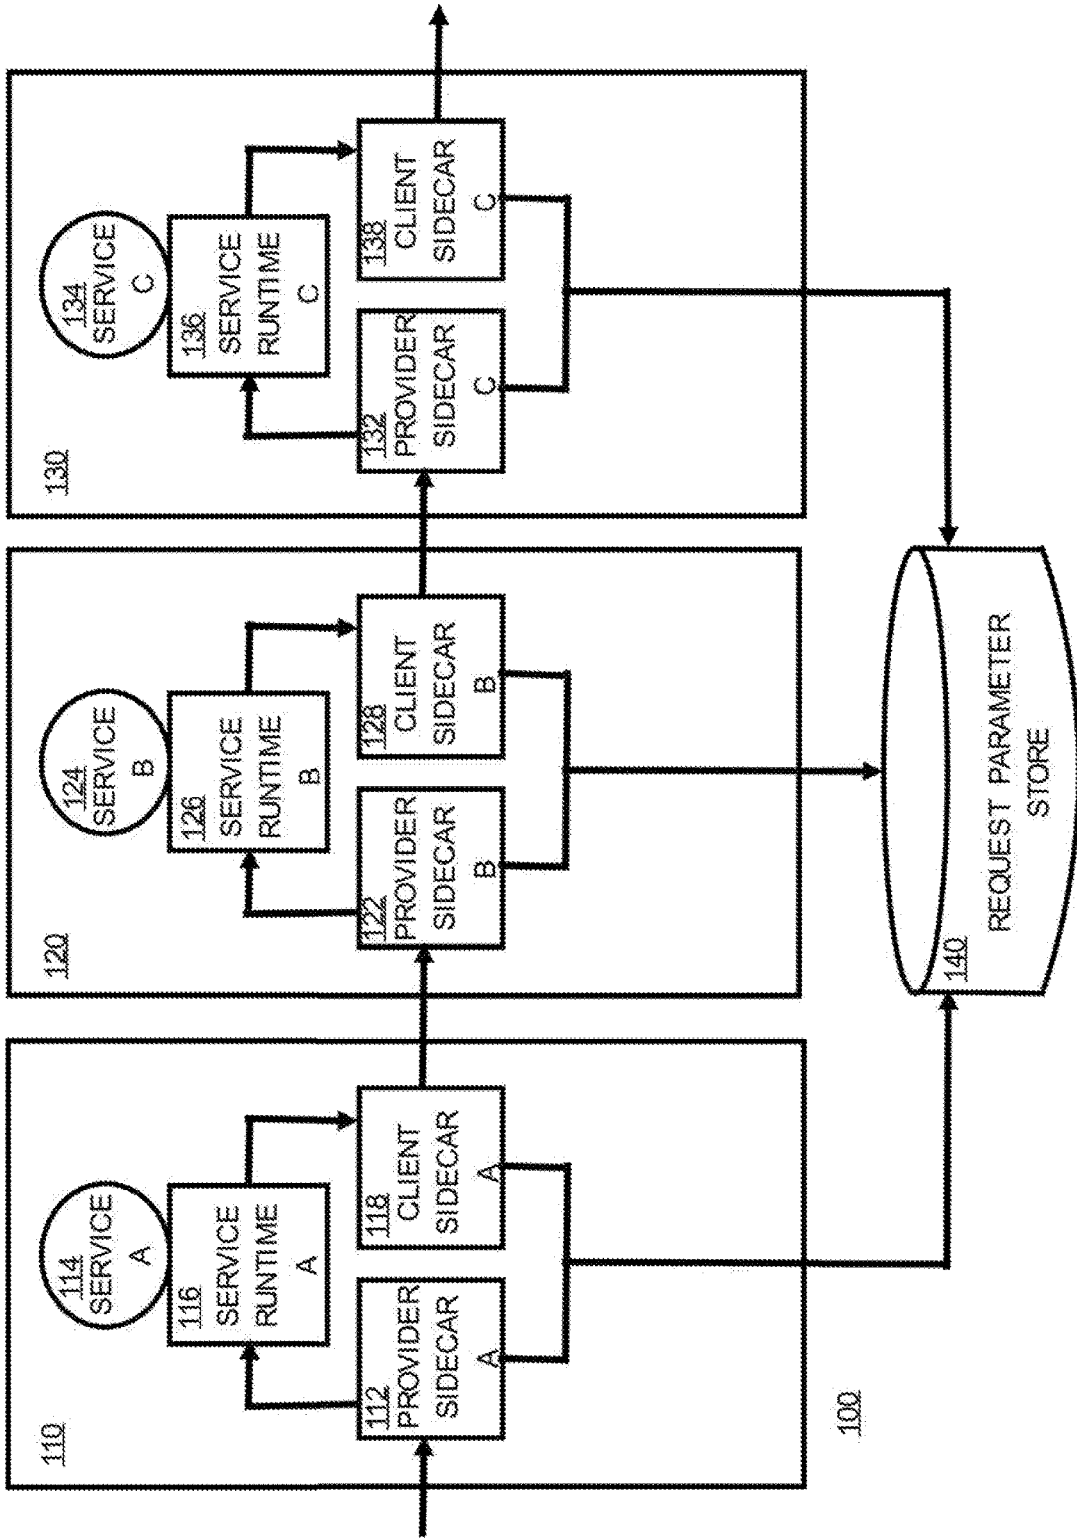 110
114
SERVICE
A
116
SERVICE
RUNTIME
A
112
PROVIDER
SIDECAR
A
118
CLIENT
SIDECAR
A
120
124
SERVICE
B
126
SERVICE
RUNTIME
B
122
PROVIDER
SIDECAR
B
128
CLIENT
SIDECAR
B
130
134
SERVICE
C
136
SERVICE
RUNTIME
C
132
PROVIDER
SIDECAR
C
138
CLIENT
SIDECAR
C
100
140
REQUEST PARAMETER
STORE